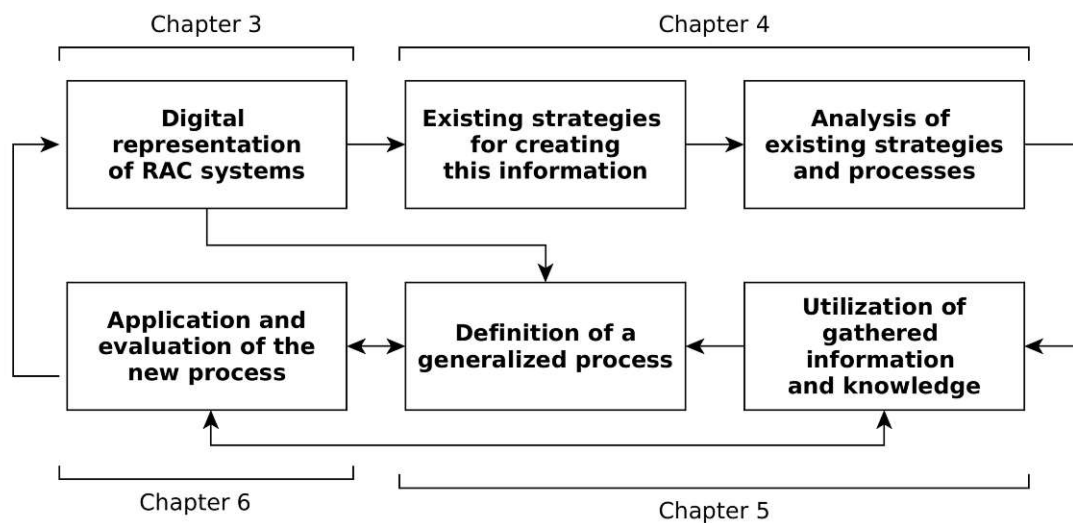 Chapter 3
Chapter 4
Digital
representation
of RAC systems
Existing strategies
for creating
this information
Analysis of
existing strategies
and processes
Application and
evaluation of the
new process
Definition of a
generalized process
Utilization of
gathered
information
and knowledge
Chapter 6
Chapter 5